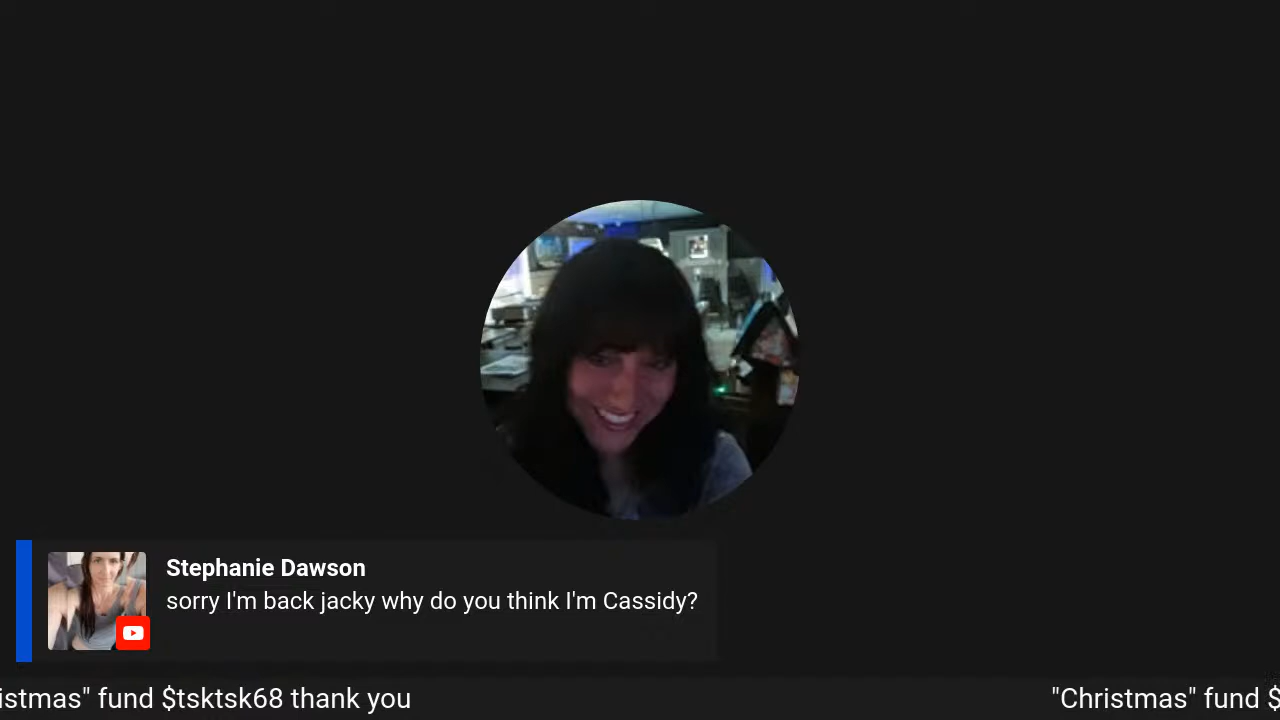 Stephanie Dawson
sorry I'm back jacky why do you think I'm Cassidy?
istmas" fund $tsktsk68 thank you "Christmas" fund $